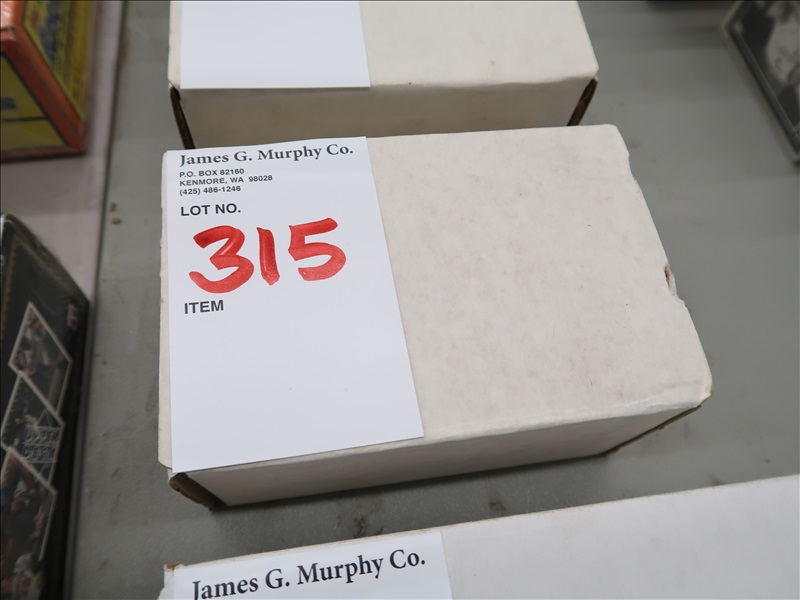 James G. Murphy Co.
P.O. BOX 82160
KENMORE, WA 98028
(425) 486-1246
LOT NO.
315
ITEM
James G. Murphy Co.